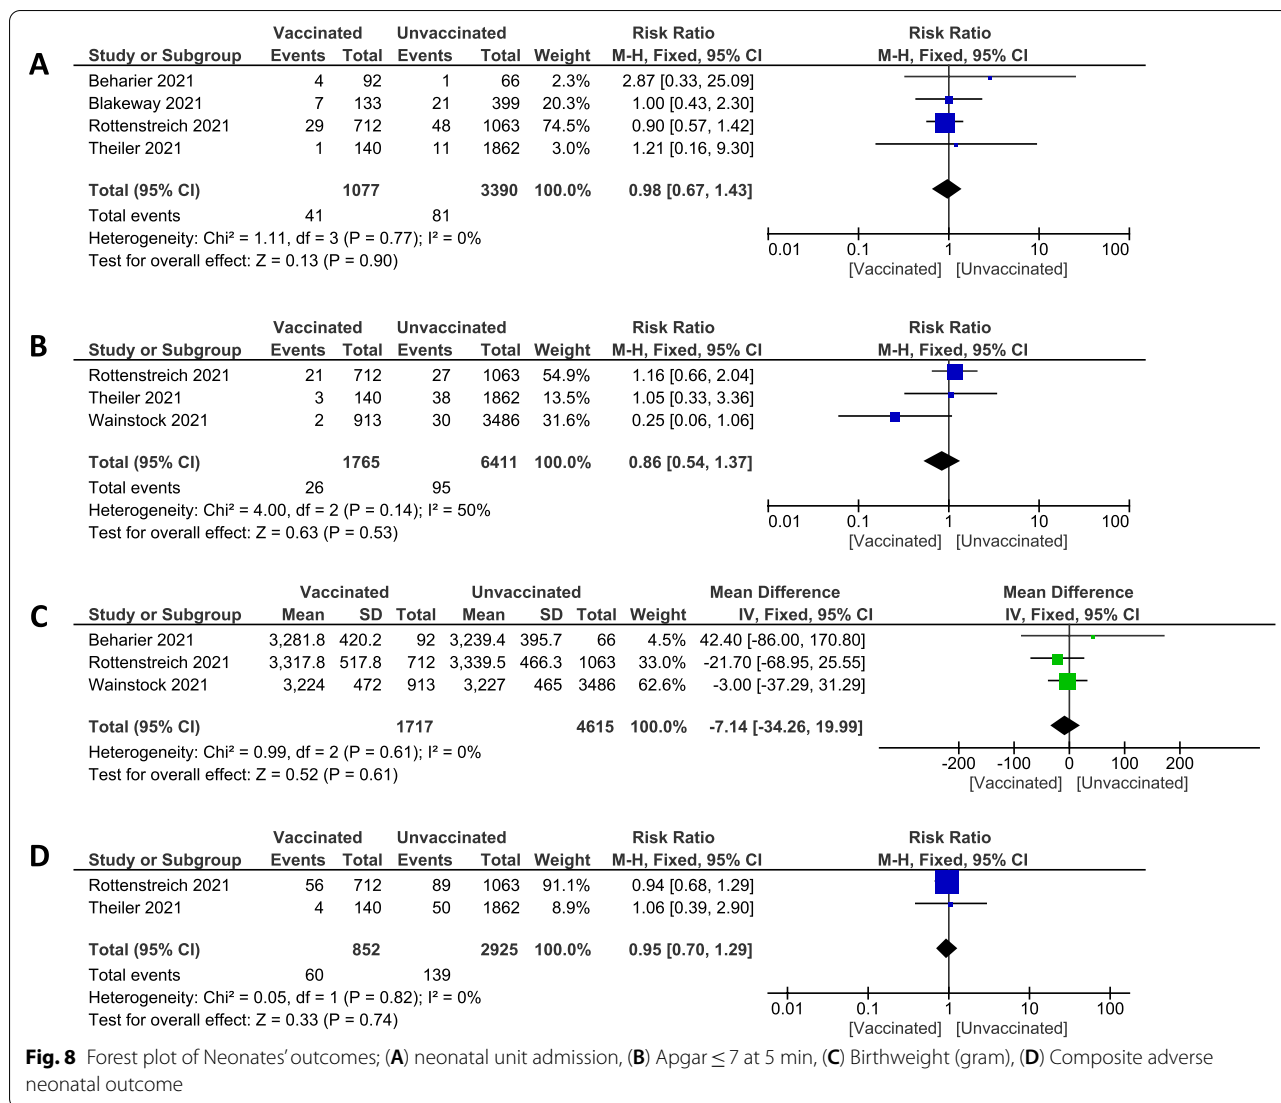 A
Vaccinated Unvaccinated Risk Ratio Risk Ratio
Study or Subgroup Events Total Events Total Weight M-H, Fixed, 95% CI M-H, Fixed, 95% CI
Beharier 2021 4 92 1 66 2.3% 2.87 [0.33, 25.09]
Blakeway 2021 7 133 21 399 20.3% 1.00 [0.43, 2.30]
Rottenstreich 2021 29 712 48 1063 74.5% 0.90 [0.57, 1.42]
Theiler 2021 1 140 11 1862 3.0% 1.21 [0.16, 9.30]
Total (95% CI) 1077 3390 100.0% 0.98 [0.67, 1.43]
Total events 41 81
Heterogeneity: Chi² = 1.11, df = 3 (P = 0.77); I² = 0%
Test for overall effect: Z = 0.13 (P = 0.90)
0.01 0.1 1 10 100
[Vaccinated] [Unvaccinated]
B
Vaccinated Unvaccinated Risk Ratio Risk Ratio
Study or Subgroup Events Total Events Total Weight M-H, Fixed, 95% CI M-H, Fixed, 95% CI
Rottenstreich 2021 21 712 27 1063 54.9% 1.16 [0.66, 2.04]
Theiler 2021 3 140 38 1862 13.5% 1.05 [0.33, 3.36]
Wainstock 2021 2 913 30 3486 31.6% 0.25 [0.06, 1.06]
Total (95% CI) 1765 6411 100.0% 0.86 [0.54, 1.37]
Total events 26 95
Heterogeneity: Chi² = 4.00, df = 2 (P = 0.14); I² = 50%
Test for overall effect: Z = 0.63 (P = 0.53)
0.01 0.1 1 10 100
[Vaccinated] [Unvaccinated]
C
Vaccinated Unvaccinated Mean Difference Mean Difference
Study or Subgroup Mean SD Total Mean SD Total Weight IV, Fixed, 95% CI IV, Fixed, 95% CI
Beharier 2021 3,281.8 420.2 92 3,239.4 395.7 66 4.5% 42.40 [-86.00, 170.80]
Rottenstreich 2021 3,317.8 517.8 712 3,339.5 466.3 1063 33.0% -21.70 [-68.95, 25.55]
Wainstock 2021 3,224 472 913 3,227 465 3486 62.6% -3.00 [-37.29, 31.29]
Total (95% CI) 1717 4615 100.0% -7.14 [-34.26, 19.99]
Heterogeneity: Chi² = 0.99, df = 2 (P = 0.61); I² = 0%
Test for overall effect: Z = 0.52 (P = 0.61)
-200 -100 0 100 200
[Vaccinated] [Unvaccinated]
D
Vaccinated Unvaccinated Risk Ratio Risk Ratio
Study or Subgroup Events Total Events Total Weight M-H, Fixed, 95% CI M-H, Fixed, 95% CI
Rottenstreich 2021 56 712 89 1063 91.1% 0.94 [0.68, 1.29]
Theiler 2021 4 140 50 1862 8.9% 1.06 [0.39, 2.90]
Total (95% CI) 852 2925 100.0% 0.95 [0.70, 1.29]
Total events 60 139
Heterogeneity: Chi² = 0.05, df = 1 (P = 0.82); I² = 0%
Test for overall effect: Z = 0.33 (P = 0.74)
0.01 0.1 1 10 100
[Vaccinated] [Unvaccinated]
Fig. 8 Forest plot of Neonates' outcomes; (A) neonatal unit admission, (B) Apgar ≤ 7 at 5 min, (C) Birthweight (gram), (D) Composite adverse
neonatal outcome